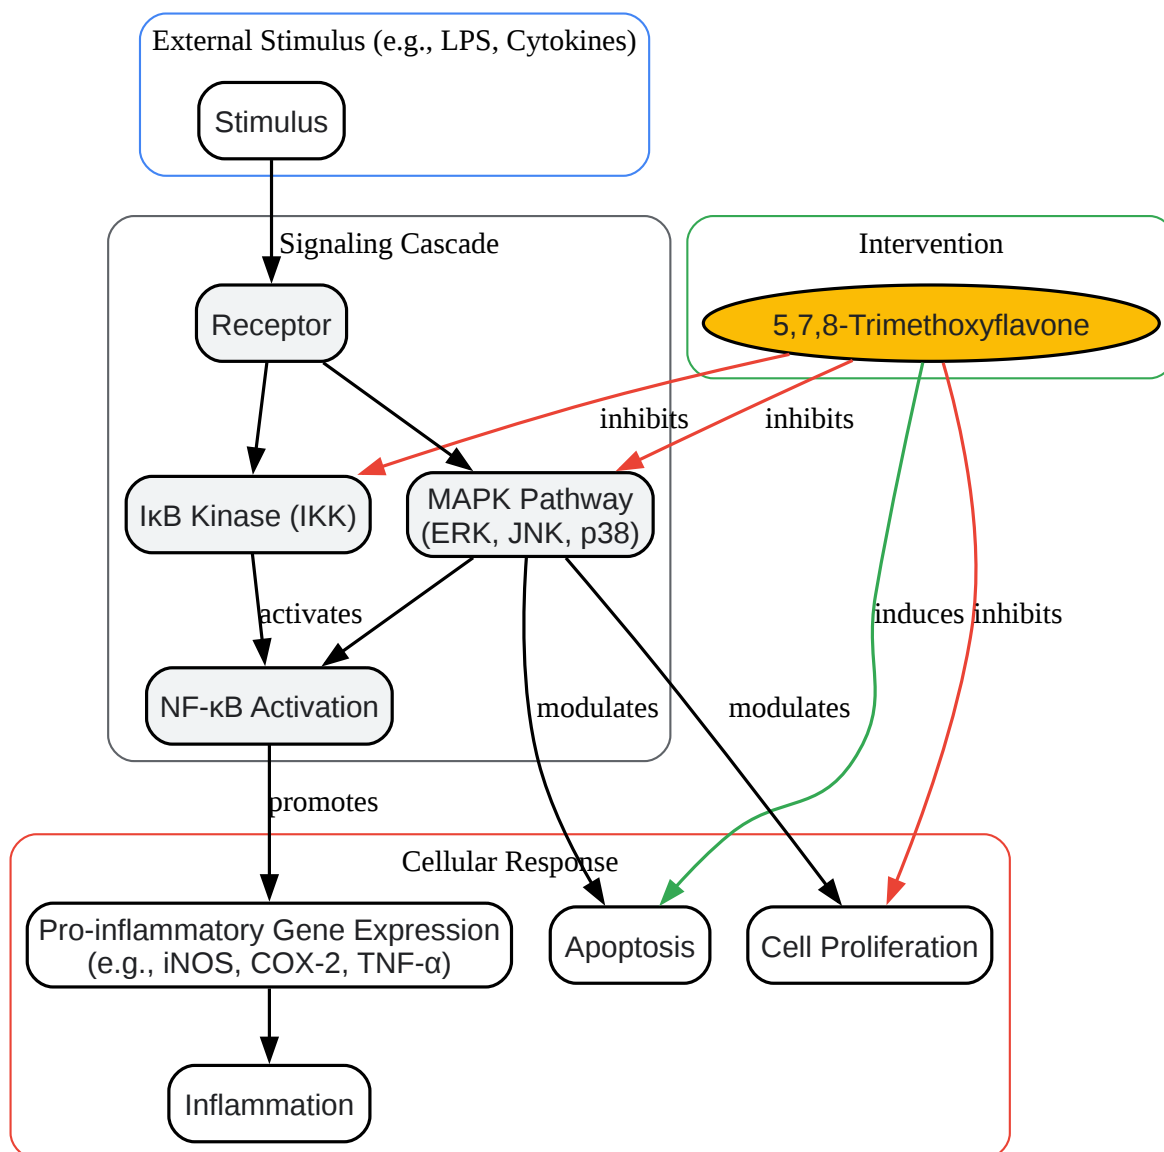 External Stimulus (e.g., LPS, Cytokines)
Stimulus
Signaling Cascade
Intervention
Receptor
5,7,8-Trimethoxyflavone
inhibits
inhibits
IκB Kinase (IKK)
MAPK Pathway
(ERK, JNK, p38)
activates
induces
inhibits
NF-κB Activation
modulates
modulates
promotes
Cellular Response
Pro-inflammatory Gene Expression
(e.g., iNOS, COX-2, TNF-α)
Apoptosis
Cell Proliferation
Inflammation